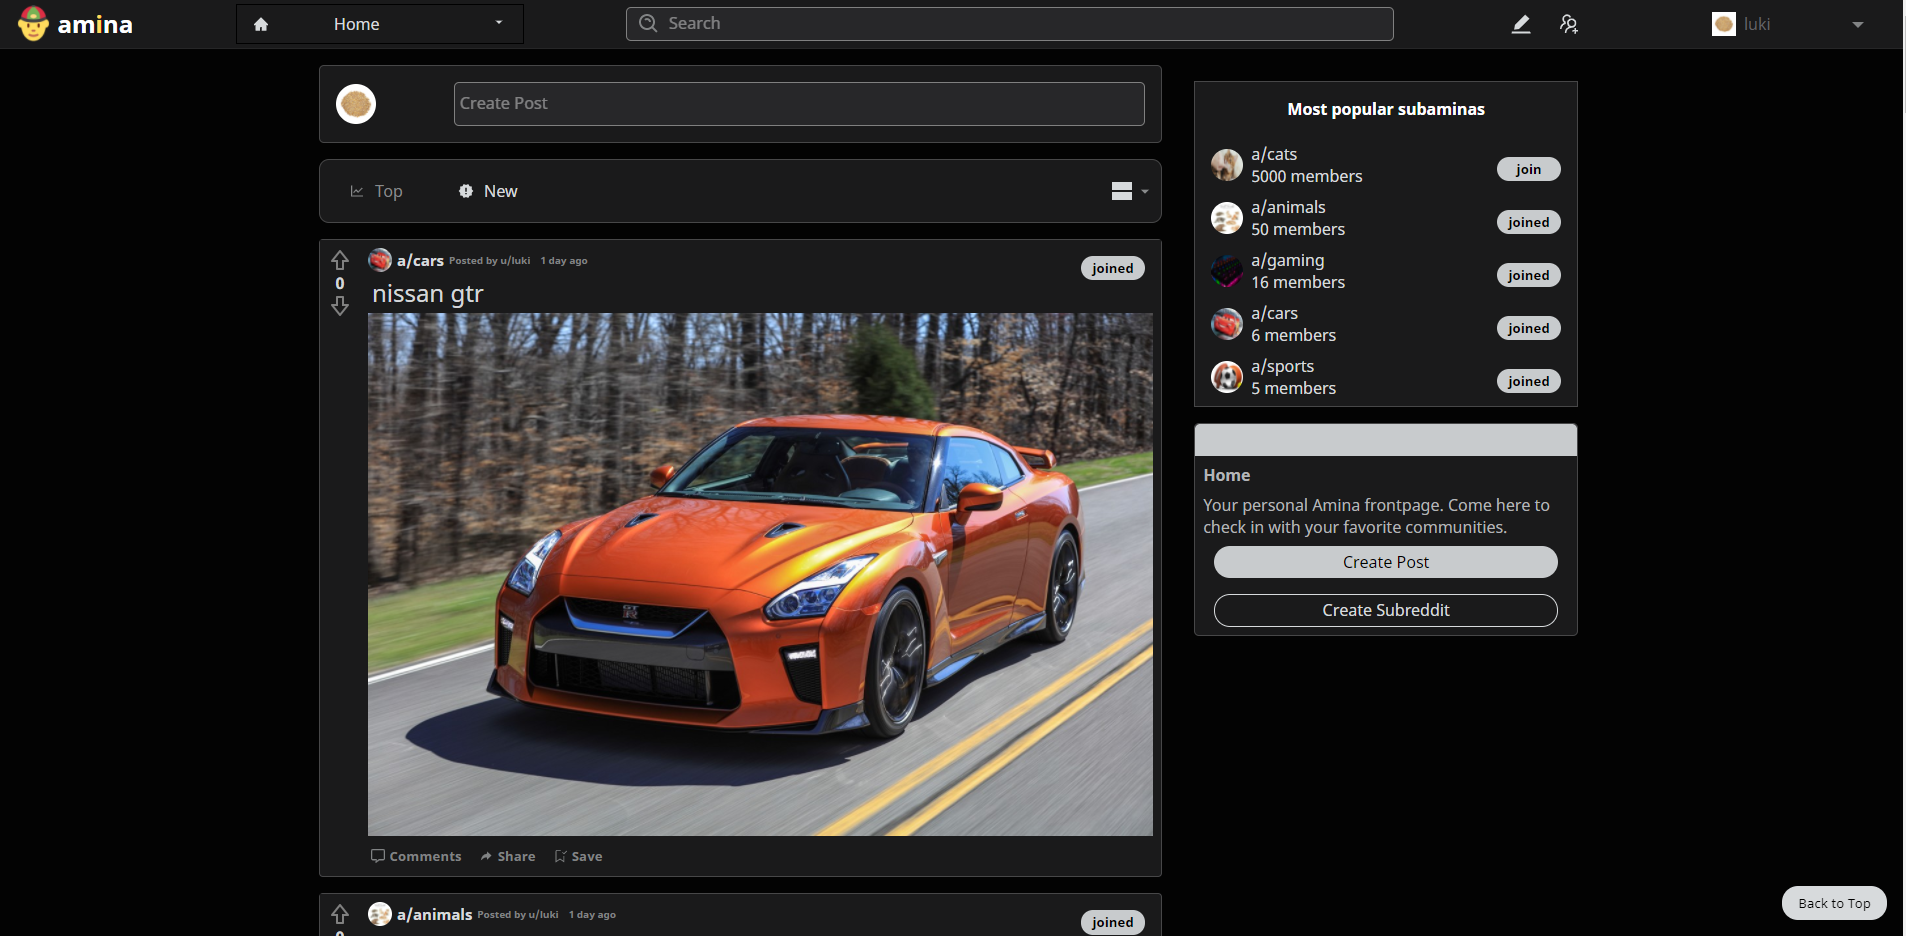 amina
Home
Search
luki
Create Post
Top
New
a/cars Posted by u/luki 1 day ago
joined
0
nissan gtr
GT
R
Comments
Share
Save
a/animals Posted by u/luki 1 day ago
joined
Most popular subaminas
a/cats
5000 members
join
a/animals
50 members
joined
a/gaming
16 members
joined
a/cars
6 members
joined
a/sports
5 members
joined
Home
Your personal Amina frontpage. Come here to
check in with your favorite communities.
Create Post
Create Subreddit
Back to Top